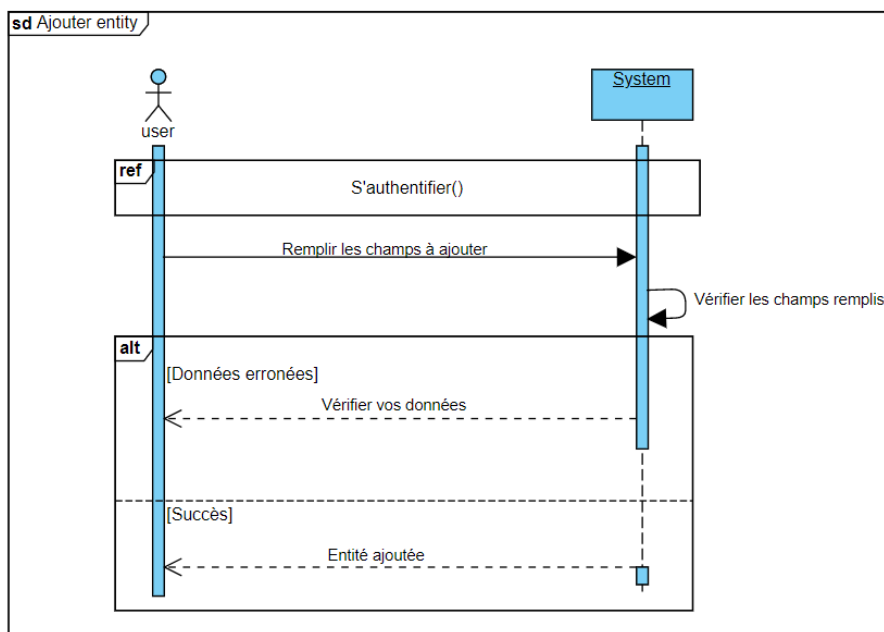 sd Ajouter entity
System
user
ref
S'authentifier()
Remplir les champs à ajouter
Vérifier les champs remplis
alt
[Données erronées]
Vérifier vos données
[Succès]
Entité ajoutée